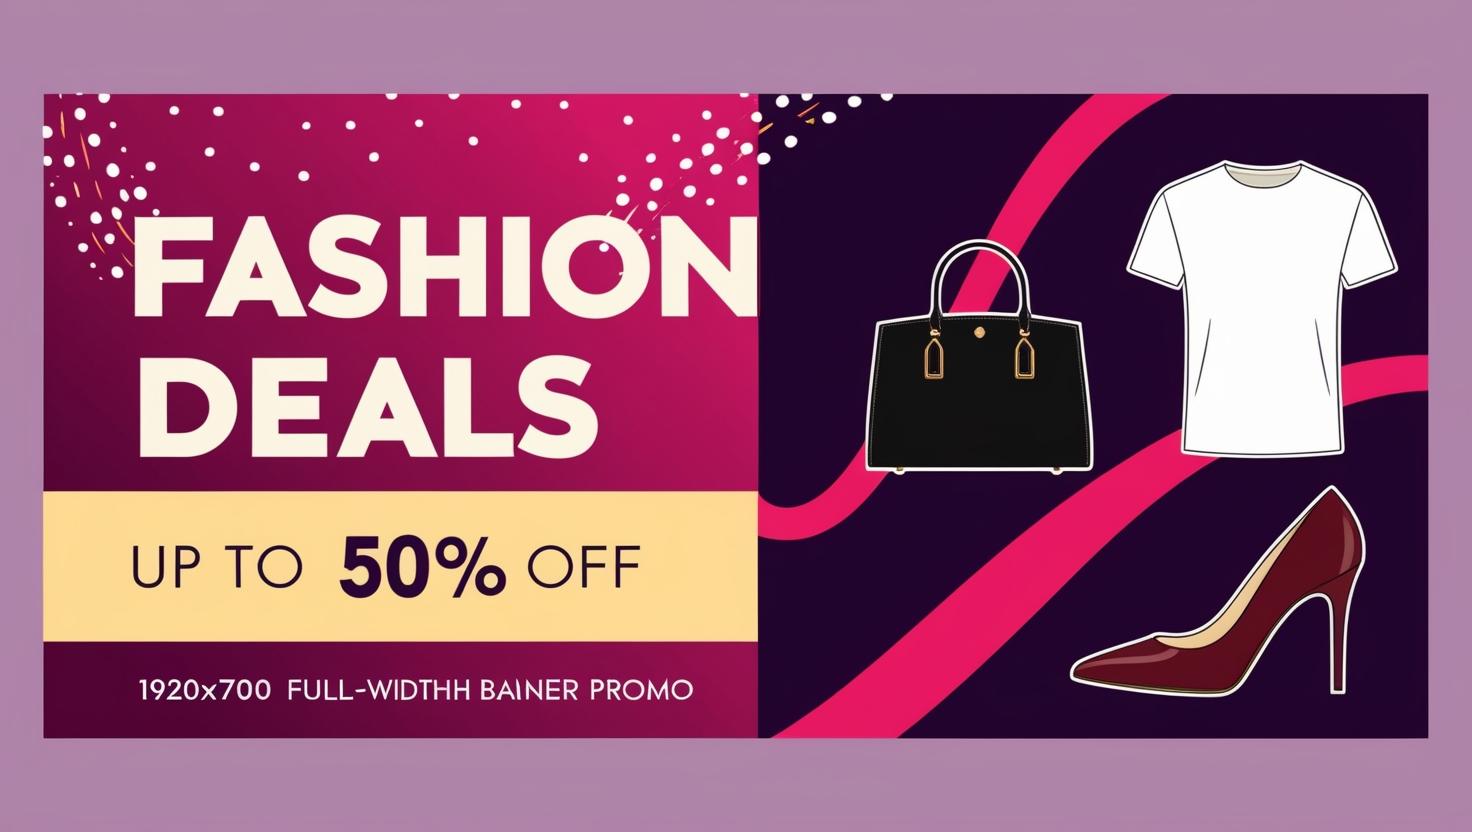 FASHION
DEALS
UP TO 50% OFF
1920x700 FULL-WIDTHH BAINER PROMO